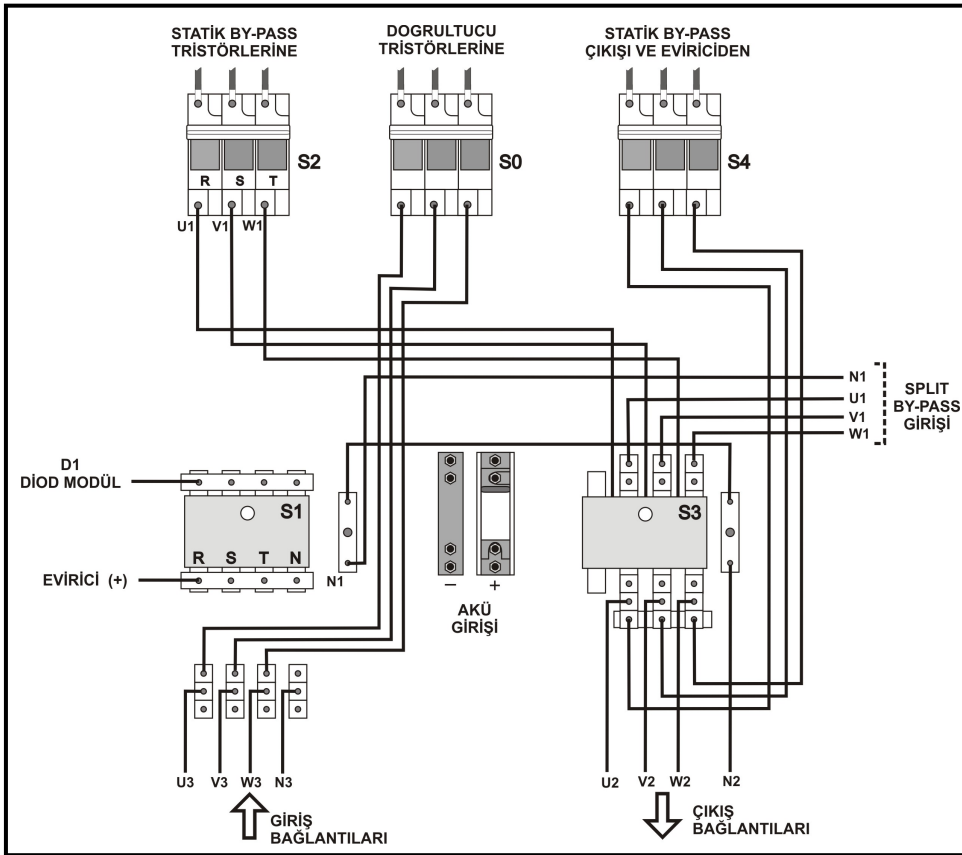 STATİK BY-PASS
TRİSTÖRLERİNE
DOGRULTUCU
TRİSTÖRLERİNE
STATİK BY-PASS
ÇIKIŞI VE EVİRİCİDEN
S2
S0
S4
R S T
U1 V1 W1
N1
U1
V1
W1
SPLIT
BY-PASS
GİRİŞİ
D1
DİOD MODÜL
S1
R S T N
EVİRİCİ (+)
N1
- +
AKÜ
GİRİŞİ
S3
U3 V3 W3 N3
GİRİŞ
BAĞLANTILARI
U2 V2 W2 N2
ÇIKIŞ
BAĞLANTILARI